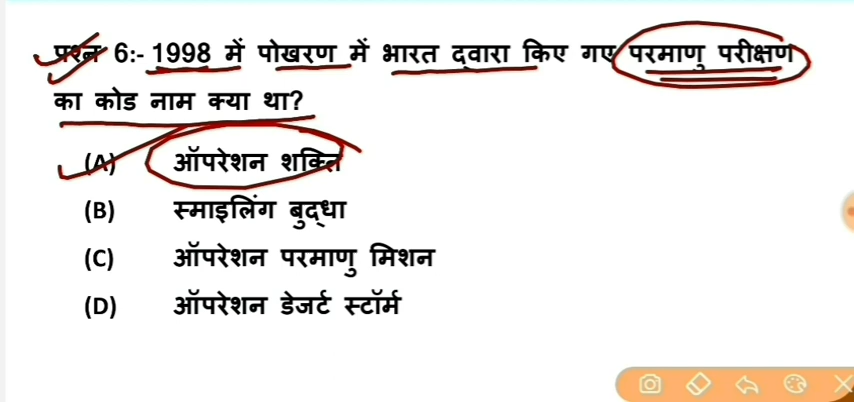 प्रश्न 6:- 1998 में पोखरण में भारत द्वारा किए गए परमाणु परीक्षण
का कोड नाम क्या था?
(A) ऑपरेशन शक्ति
(B) स्माइलिंग बुद्धा
(C) ऑपरेशन परमाणु मिशन
(D) ऑपरेशन डेजर्ट स्टॉर्म